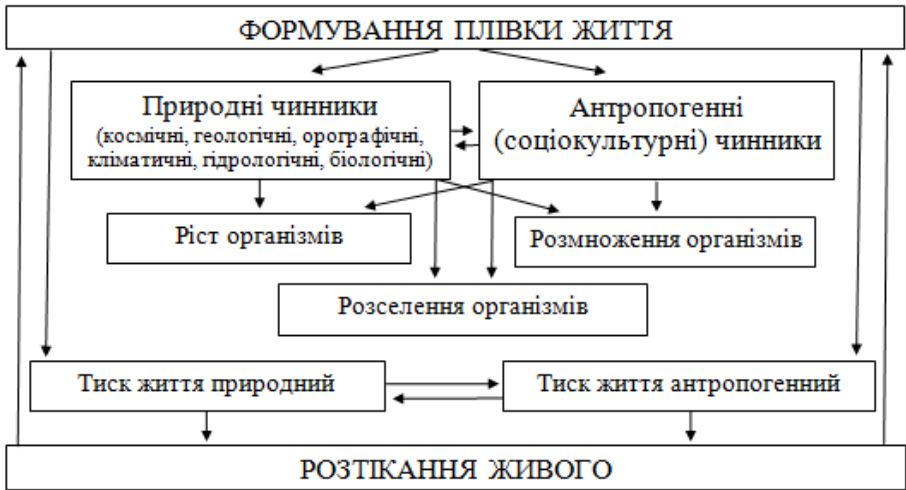 ФОРМУВАННЯ ПЛІВКИ ЖИТТЯ
Природні чинники
(космічні, геологічні, орографічні,
кліматичні, гідрологічні, біологічні)
Антропогенні
(соціокультурні) чинники
Ріст організмів
Розмноження організмів
Розселення організмів
Тиск життя природний
Тиск життя антропогенний
РОЗТІКАННЯ ЖИВОГО